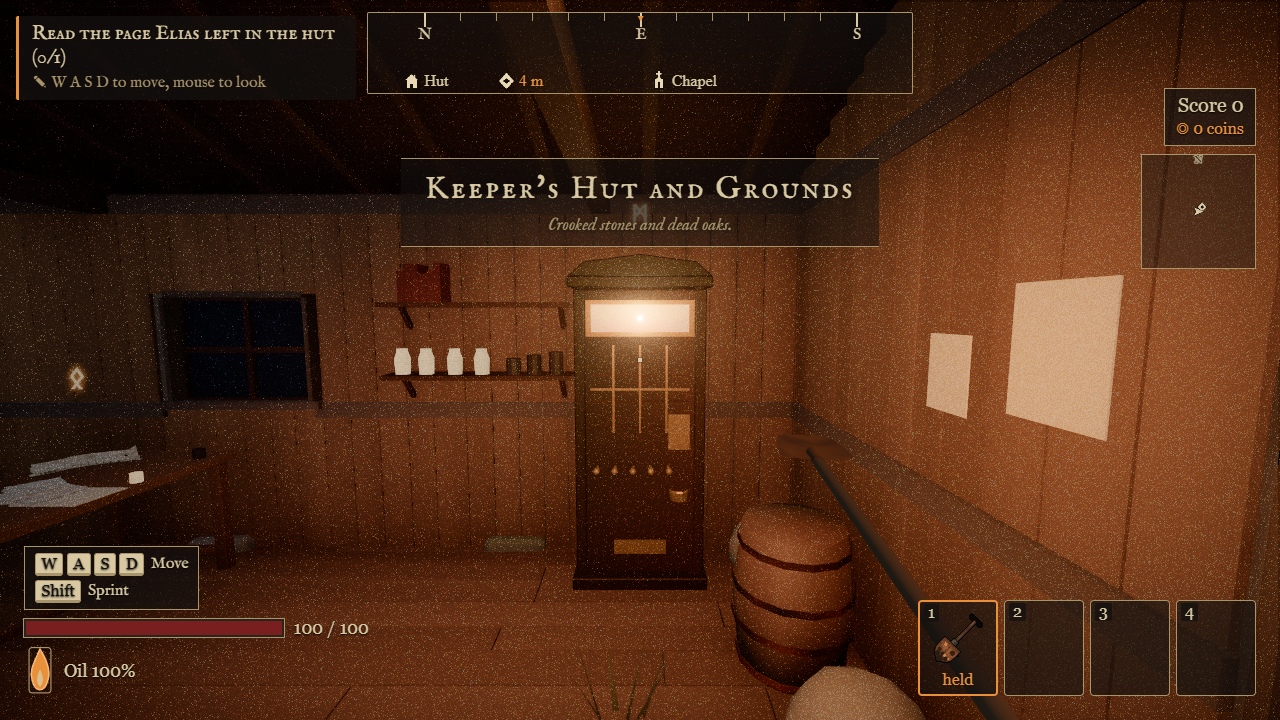 Read the page Elias left in the hut
(0/1)
W A S D to move, mouse to look
N E S
Hut 4 m Chapel
Score 0
0 coins
Keeper's Hut and Grounds
Crooked stones and dead oaks.
W A S D Move
Shift Sprint
100 / 100
Oil 100%
1 2 3 4
held